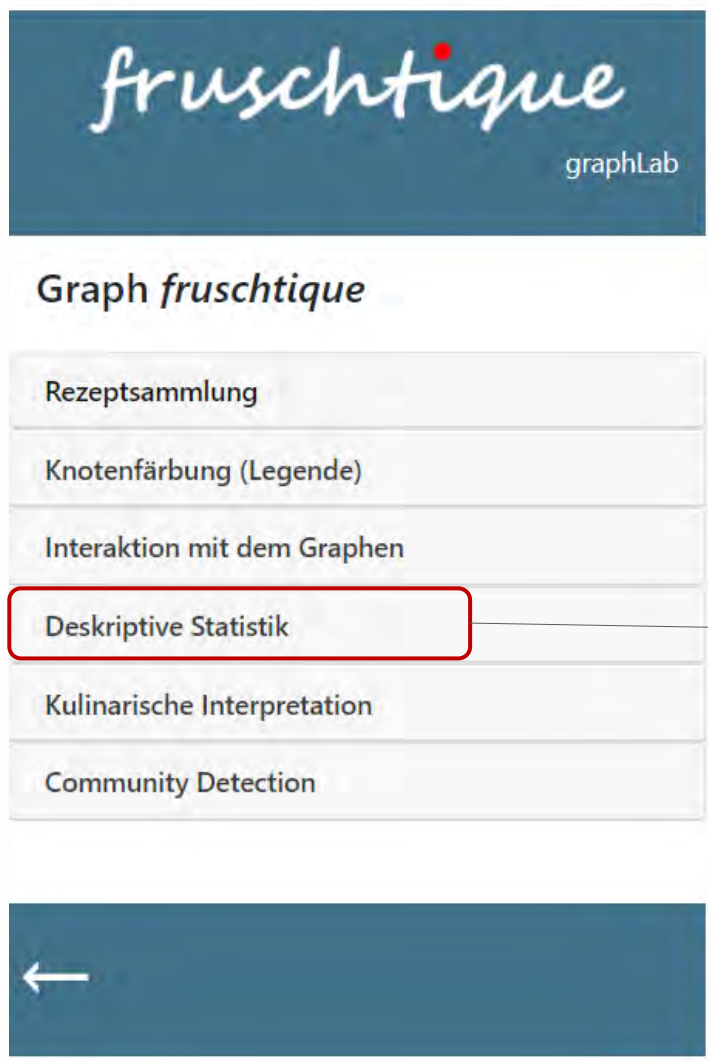 fruschtique
graphLab
Graph fruschtique
Rezeptsammlung
Knotenfärbung (Legende)
Interaktion mit dem Graphen
Deskriptive Statistik
Kulinarische Interpretation
Community Detection